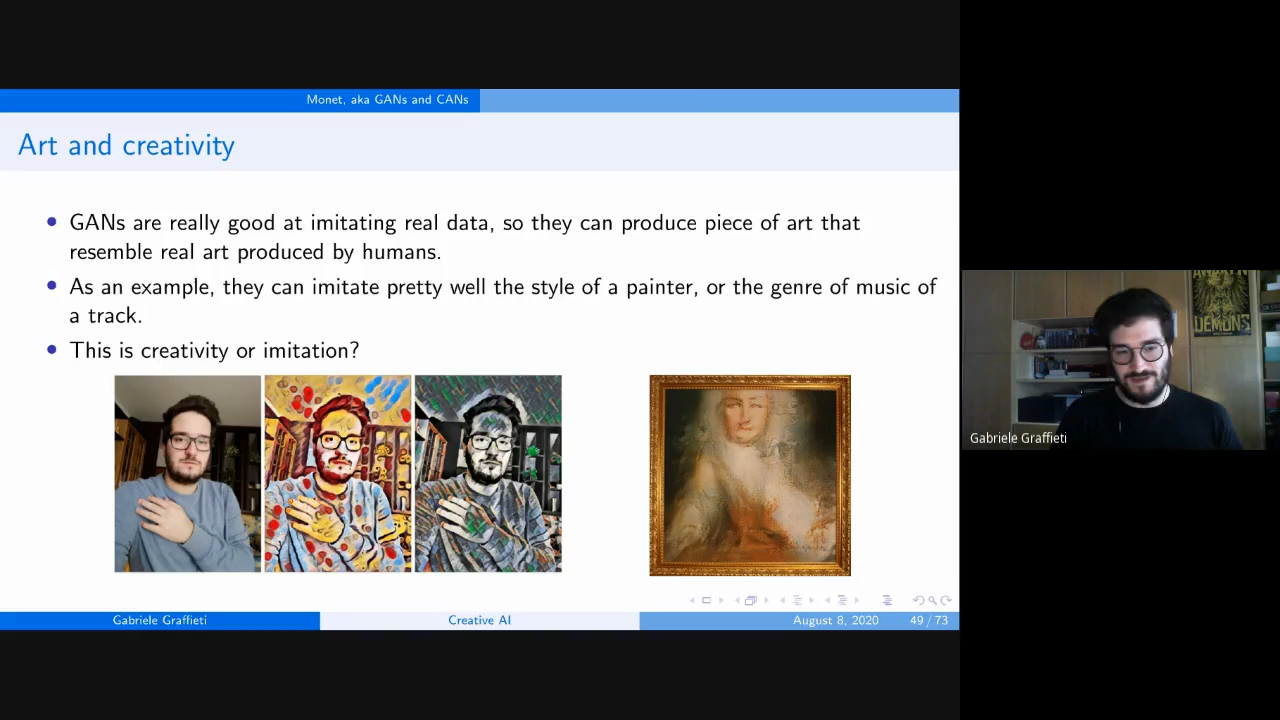 Monet, aka GANs and CANs
Art and creativity
GANs are really good at imitating real data, so they can produce piece of art that
resemble real art produced by humans.
As an example, they can imitate pretty well the style of a painter, or the genre of music of
a track.
This is creativity or imitation?
DEMONS
Gabriele Graffieti
Gabriele Graffieti
Creative AI
August 8, 2020
49 / 73